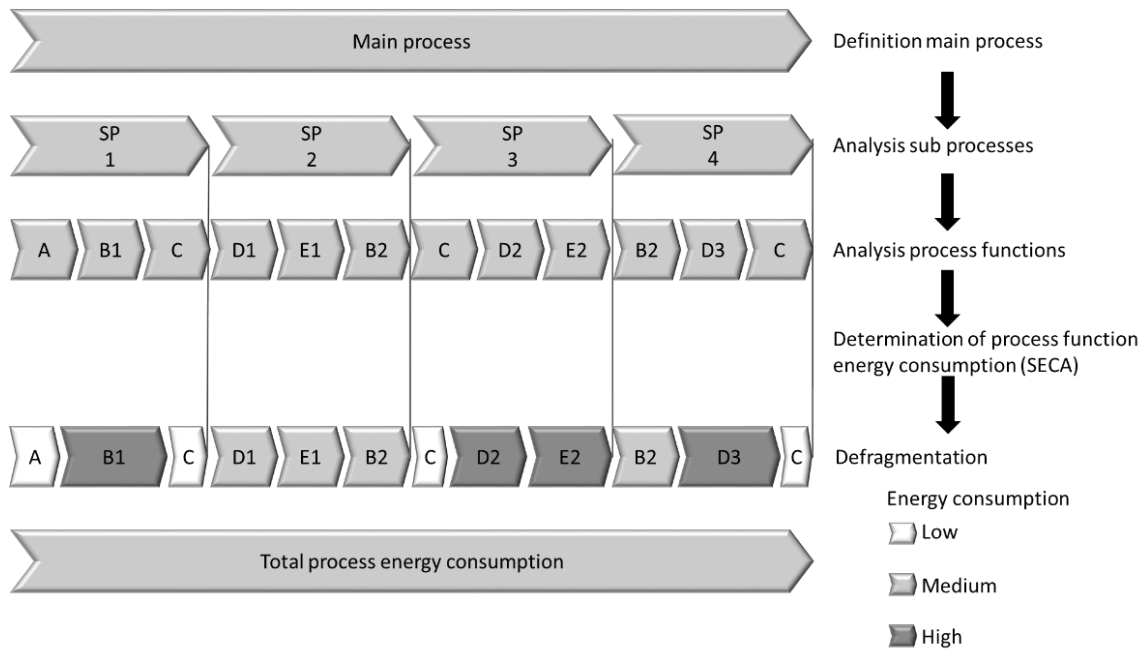 Main process
Definition main process
SP
1
SP
2
SP
3
SP
4
Analysis sub processes
A B1 C D1 E1 B2 C D2 E2 B2 D3 C
Analysis process functions
Determination of process function
energy consumption (SECA)
A B1 C D1 E1 B2 C D2 E2 B2 D3 C
Defragmentation
Energy consumption
Low
Medium
High
Total process energy consumption